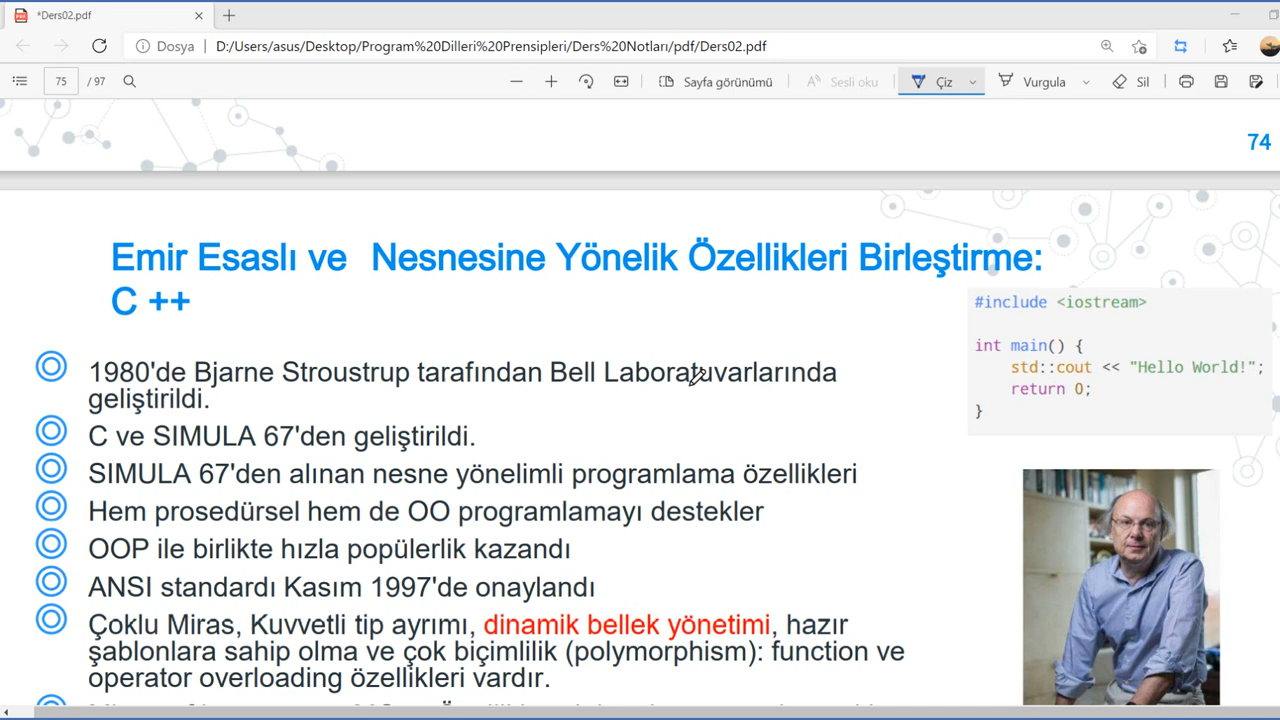 *Ders02.pdf
Dosya
D:/Users/asus/Desktop/Program%20Dilleri%20Prensipleri/Ders%20Notları/pdf/Ders02.pdf
75 / 97
Sayfa görünümü
Sesli oku
Çiz
Vurgula
Sil
74
Emir Esaslı ve Nesnesine Yönelik Özellikleri Birleştirme:
C ++
#include <iostream>
int main() {
std::cout << "Hello World!";
return 0;
}
1980'de Bjarne Stroustrup tarafından Bell Laboratuvarlarında
geliştirildi.
C ve SIMULA 67'den geliştirildi.
SIMULA 67'den alınan nesne yönelimli programlama özellikleri
Hem prosedürsel hem de OO programlamayı destekler
OOP ile birlikte hızla popülerlik kazandı
ANSI standardı Kasım 1997'de onaylandı
Çoklu Miras, Kuvvetli tip ayrımı, dinamik bellek yönetimi, hazır
şablonlara sahip olma ve çok biçimlilik (polymorphism): function ve
operator overloading özellikleri vardır.